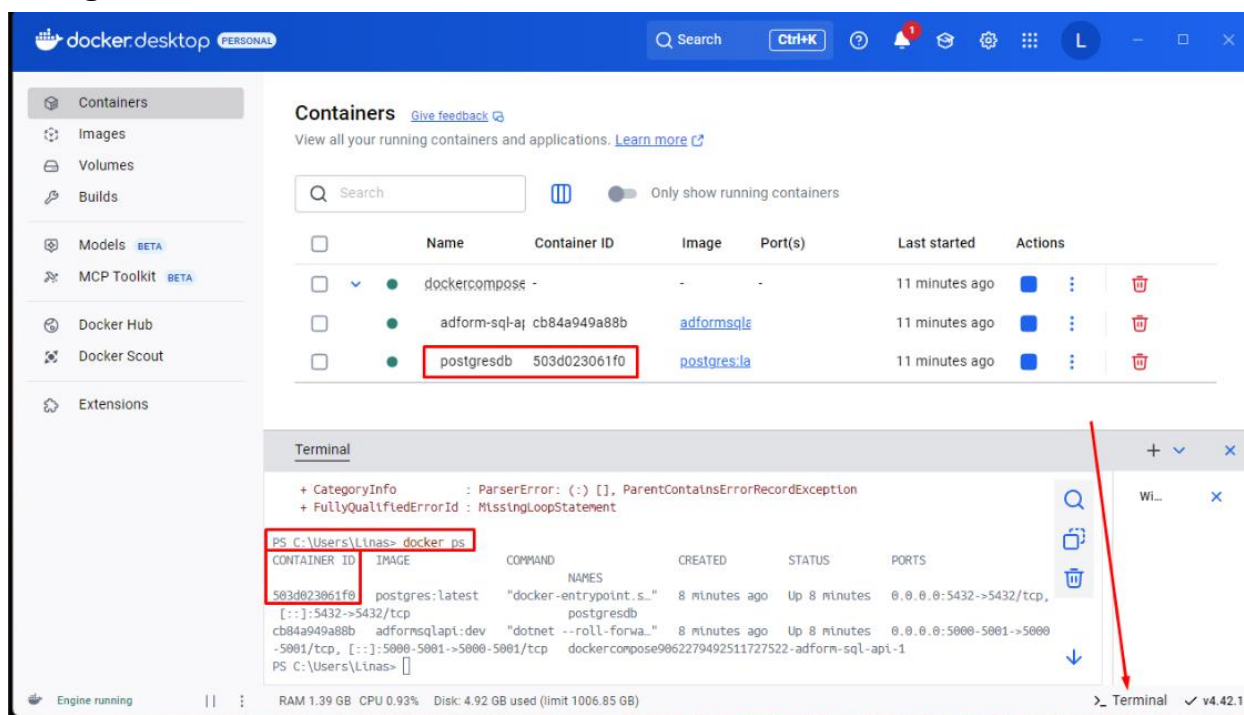 docker.desktop PERSONAL Search Ctrl+K 1 L
Containers
Images
Volumes
Builds
Models BETA
MCP Toolkit BETA
Docker Hub
Docker Scout
Extensions
Containers Give feedback
View all your running containers and applications. Learn more
Search Only show running containers
Name Container ID Image Port(s) Last started Actions
dockercompose - - - 11 minutes ago
adform-sql-ap cb84a949a88b adformsqla 11 minutes ago
postgresdb 503d023061f0 postgres:la 11 minutes ago
Terminal
+ CategoryInfo : ParserError: (:) [], ParentContainsErrorRecordException
+ FullyQualifiedErrorId : MissingLoopStatement
PS C:\Users\Linas> docker ps
CONTAINER ID IMAGE COMMAND CREATED STATUS PORTS
NAMES
503d023061f0 postgres:latest "docker-entrypoint.s…" 8 minutes ago Up 8 minutes 0.0.0.0:5432->5432/tcp,
[::]:5432->5432/tcp postgresdb
cb84a949a88b adformsqlapi:dev "dotnet --roll-forwa…" 8 minutes ago Up 8 minutes 0.0.0.0:5000-5001->5000
-5001/tcp, [::]:5000-5001->5000-5001/tcp dockercompose9062279492511727522-adform-sql-api-1
PS C:\Users\Linas>
Wi...
Engine running RAM 1.39 GB CPU 0.93% Disk: 4.92 GB used (limit 1006.85 GB) >_ Terminal v4.42.1